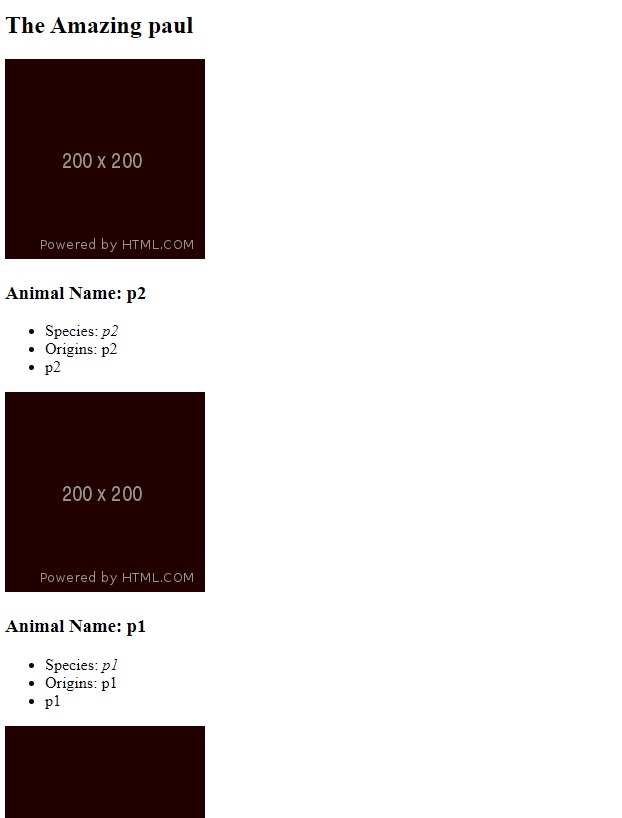 The Amazing paul
200 x 200
Powered by HTML.COM
Animal Name: p2
Species: p2
Origins: p2
p2
200 x 200
Powered by HTML.COM
Animal Name: p1
Species: p1
Origins: p1
p1